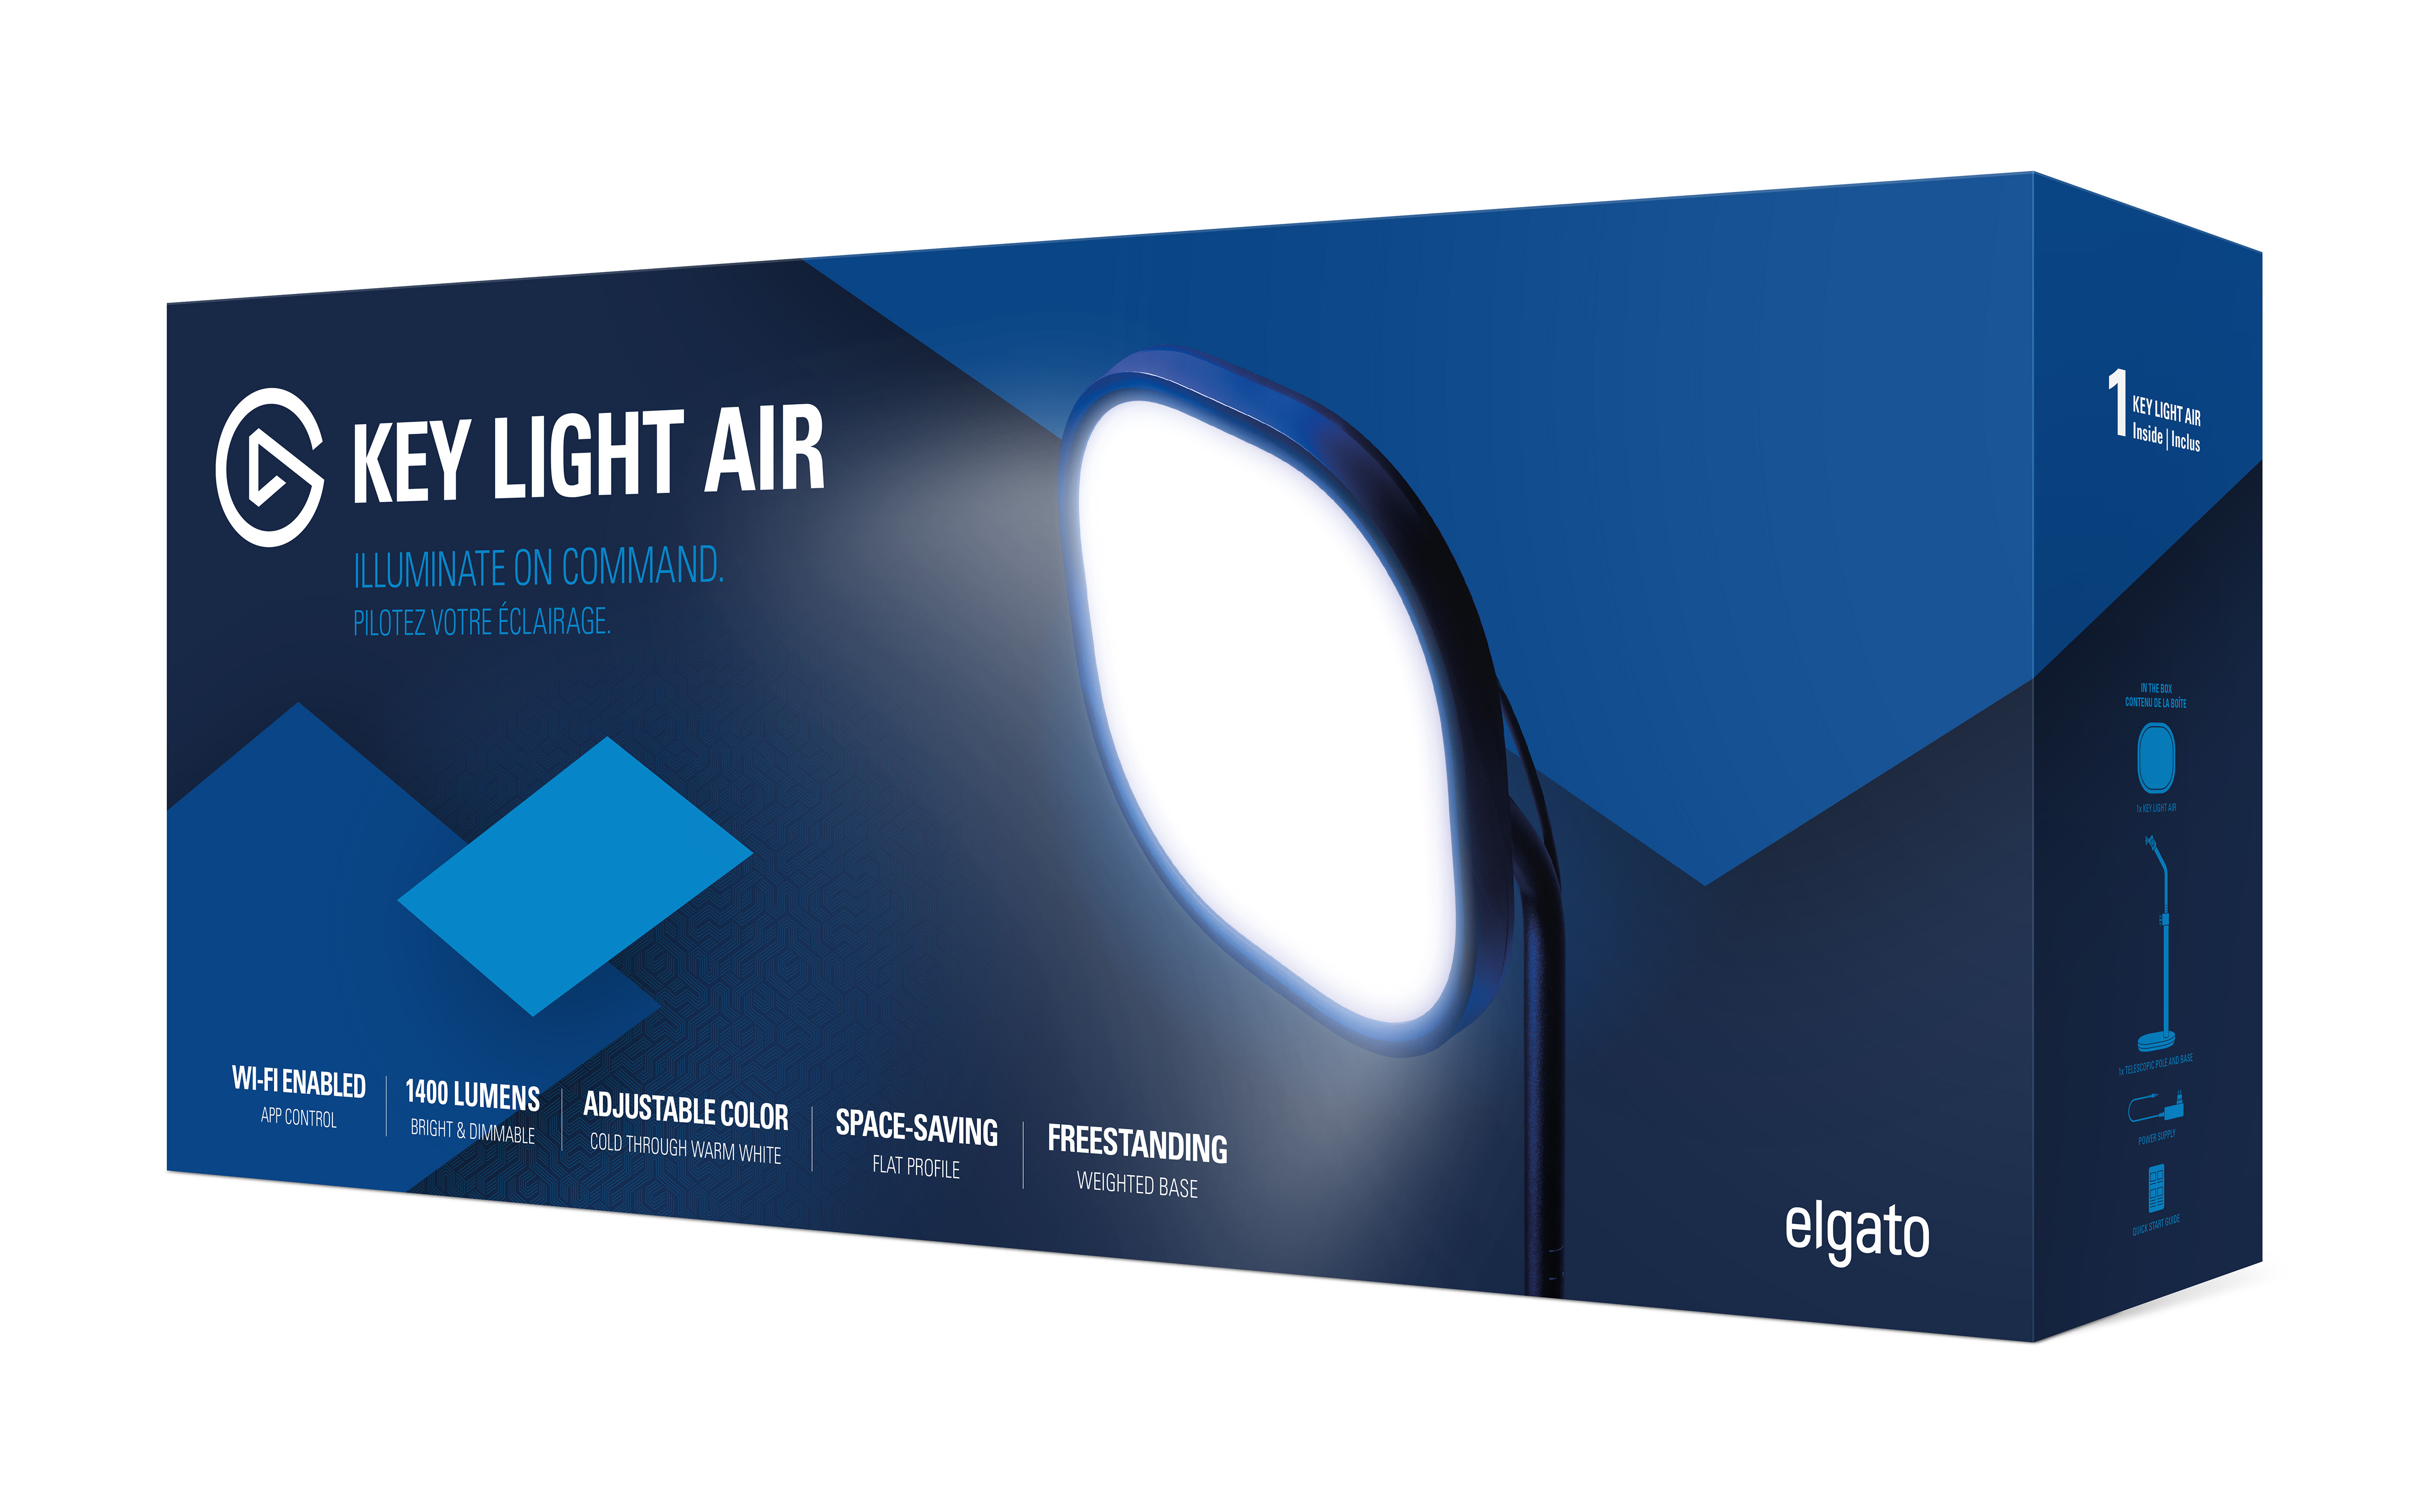 KEY LIGHT AIR
ILLUMINATE ON COMMAND.
PILOTEZ VOTRE ÉCLAIRAGE.
WI-FI ENABLED
APP CONTROL
1400 LUMENS
BRIGHT & DIMMABLE
ADJUSTABLE COLOR
COLD THROUGH WARM WHITE
SPACE-SAVING
FLAT PROFILE
FREESTANDING
WEIGHTED BASE
elgato
1 KEY LIGHT AIR
Inside | Inclus
IN THE BOX
CONTENU DE LA BOÎTE
1x KEY LIGHT AIR
1x TELESCOPIC POLE AND BASE
POWER SUPPLY
QUICK START GUIDE